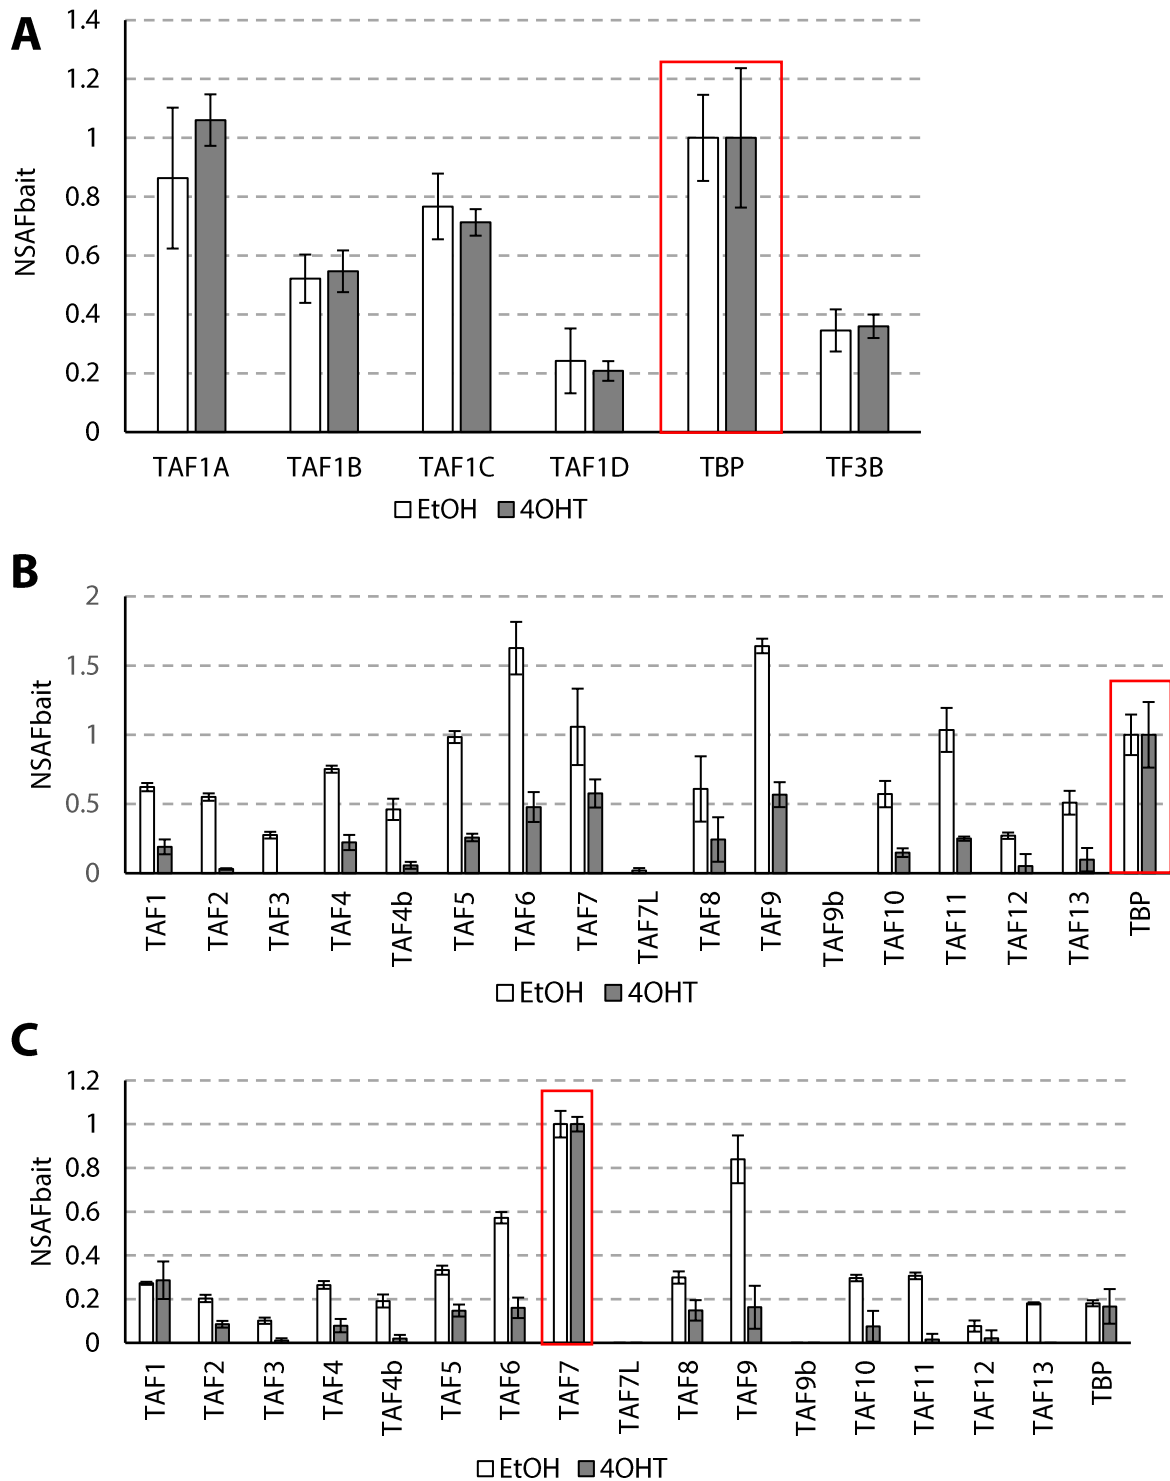 A
1.4
1.2
1
0.8
0.6
0.4
0.2
0
NSAFbait
TAF1A TAF1B TAF1C TAF1D TBP TF3B
EtOH 4OHT
B
2
1.5
1
0.5
0
NSAFbait
TAF1 TAF2 TAF3 TAF4 TAF4b TAF5 TAF6 TAF7 TAF7L TAF8 TAF9 TAF9b TAF10 TAF11 TAF12 TAF13 TBP
EtOH 4OHT
C
1.2
1
0.8
0.6
0.4
0.2
0
NSAFbait
TAF1 TAF2 TAF3 TAF4 TAF4b TAF5 TAF6 TAF7 TAF7L TAF8 TAF9 TAF9b TAF10 TAF11 TAF12 TAF13 TBP
EtOH 4OHT